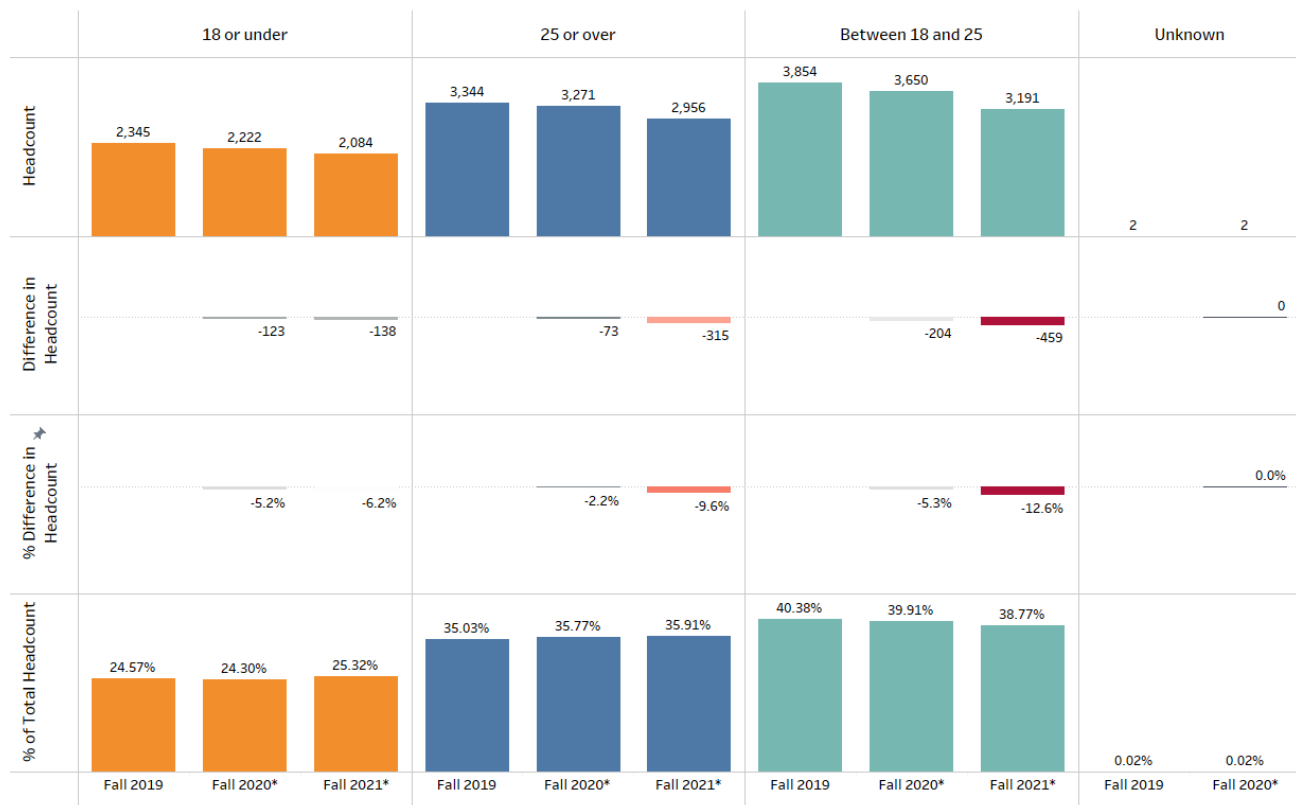 18 or under
25 or over
Between 18 and 25
Unknown
Headcount
2,345
2,222
2,084
3,344
3,271
2,956
3,854
3,650
3,191
2
2
Difference in
Headcount
-123
-138
-73
-315
-204
-459
0
% Difference in
Headcount
-5.2%
-6.2%
-2.2%
-9.6%
-5.3%
-12.6%
0.0%
% of Total Headcount
24.57%
24.30%
25.32%
35.03%
35.77%
35.91%
40.38%
39.91%
38.77%
0.02%
0.02%
Fall 2019
Fall 2020*
Fall 2021*
Fall 2019
Fall 2020*
Fall 2021*
Fall 2019
Fall 2020*
Fall 2021*
Fall 2019
Fall 2020*